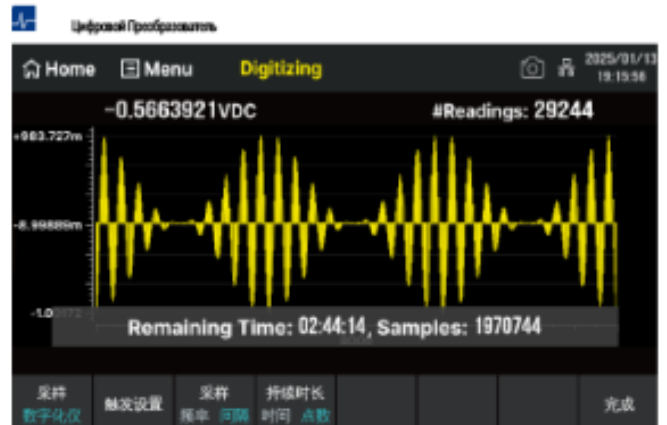 Цифровой Преобразователь
Home Menu Digitizing 2025/01/13
19:15:56
-0.5663921VDC #Readings: 29244
+983.727m
-8.99889m
Remaining Time: 02:44:14, Samples: 1970744
采样 触发设置 采样 持续时长 完成
数字化仪 频率 间隔 时间 点数